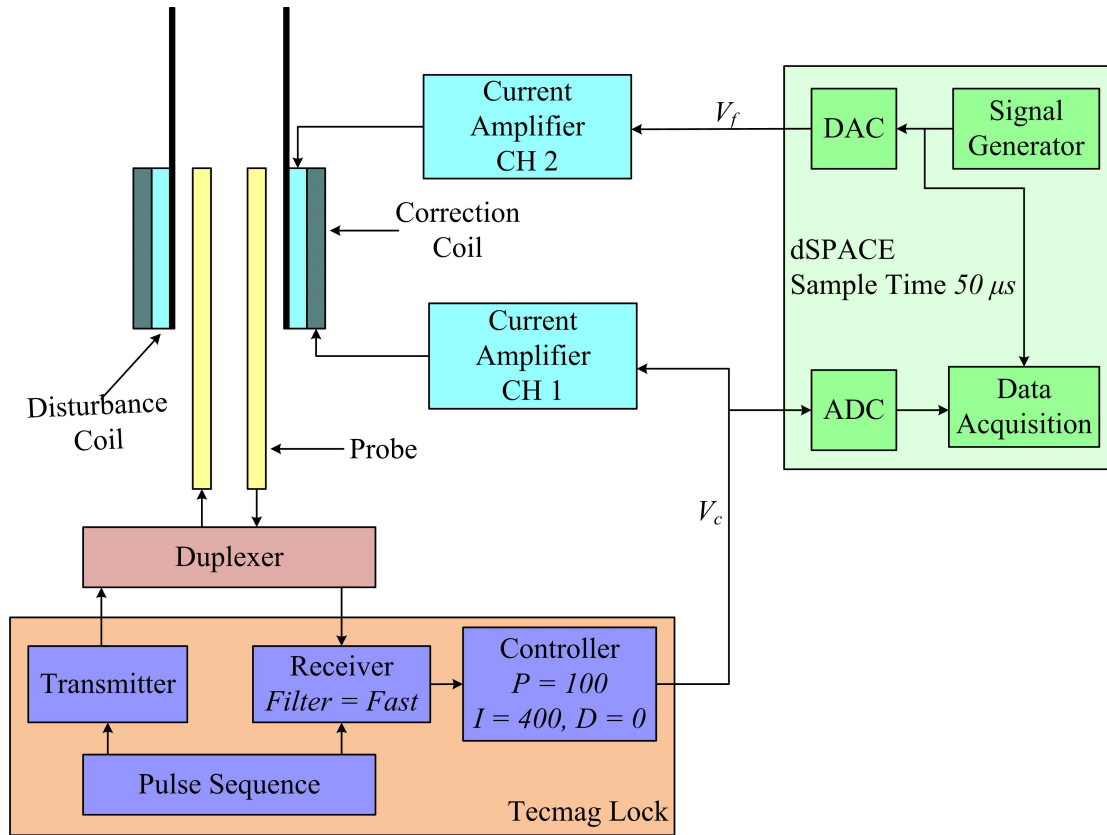 Current
Amplifier
CH 2
V_f
DAC
Signal
Generator
Correction
Coil
dSPACE
Sample Time 50 μs
Current
Amplifier
CH 1
ADC
Data
Acquisition
Disturbance
Coil
Probe
V_c
Duplexer
Transmitter
Receiver
Filter = Fast
Controller
P = 100
I = 400, D = 0
Pulse Sequence
Tecmag Lock